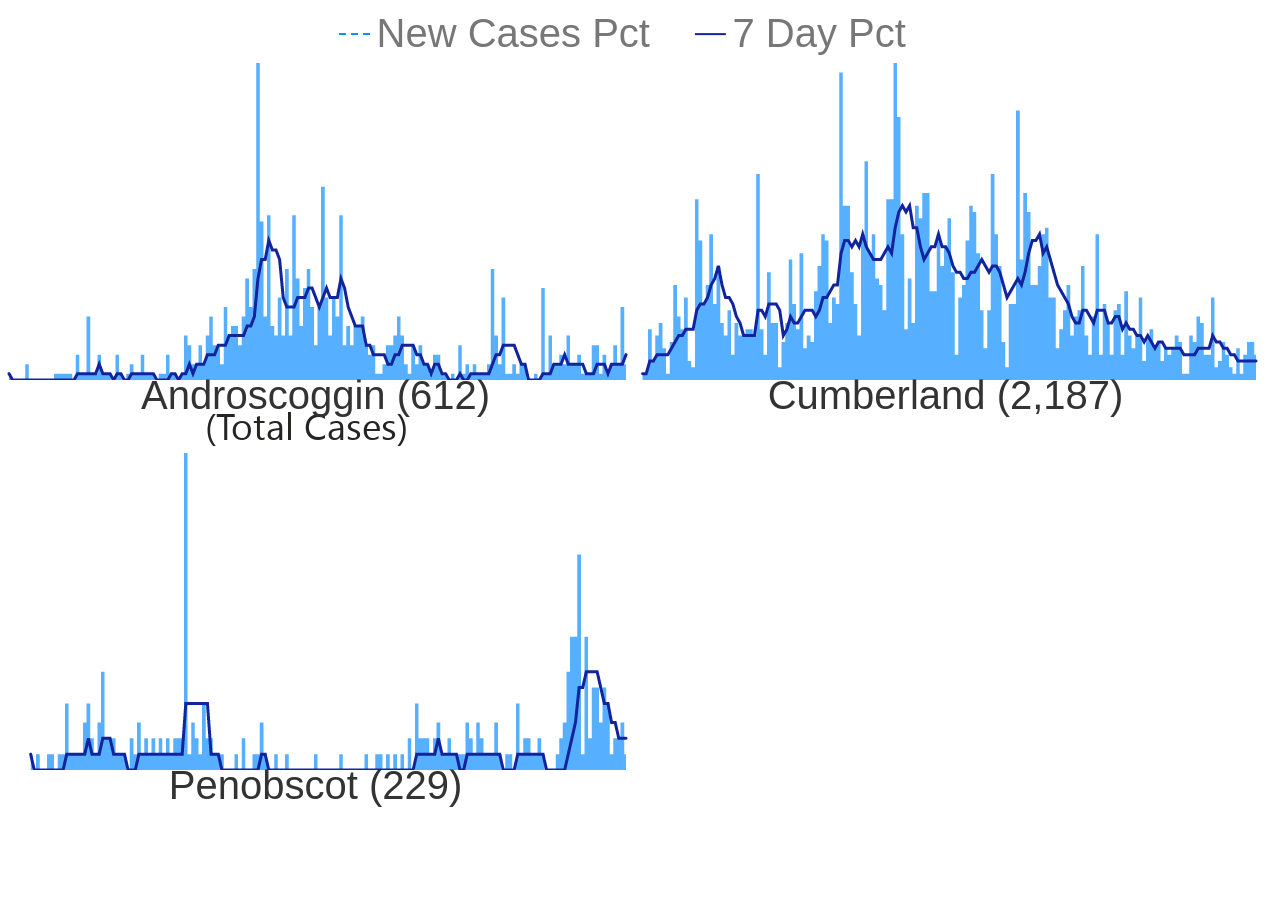 New Cases Pct 7 Day Pct
Androscoggin (612) Cumberland (2,187)
(Total Cases)
Penobscot (229)